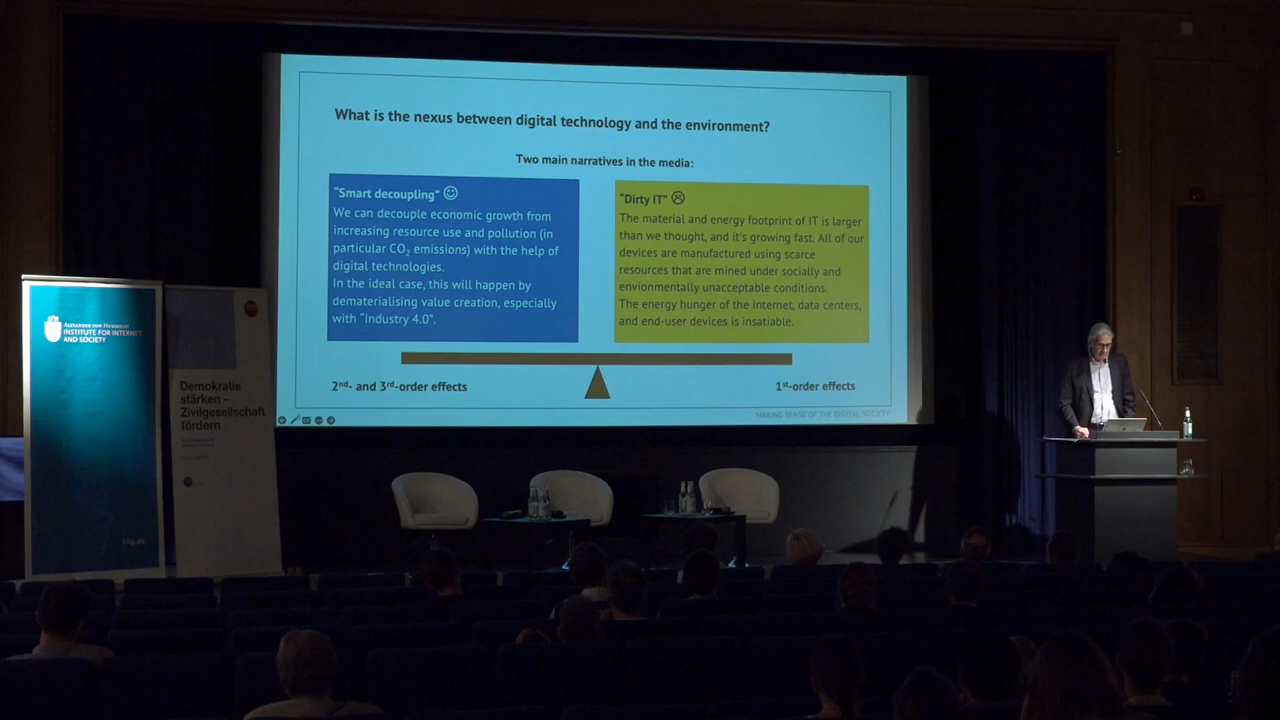 What is the nexus between digital technology and the environment?
Two main narratives in the media:
"Smart decoupling" ☺
We can decouple economic growth from
increasing resource use and pollution (in
particular CO₂ emissions) with the help of
digital technologies.
In the ideal case, this will happen by
dematerialising value creation, especially
with "Industry 4.0".
"Dirty IT" ☹
The material and energy footprint of IT is larger
than we thought, and it's growing fast. All of our
devices are manufactured using scarce
resources that are mined under socially and
envionmentally unacceptable conditions.
The energy hunger of the Internet, data centers,
and end-user devices is insatiable.
2nd- and 3rd-order effects
1st-order effects
MAKING SENSE OF THE DIGITAL SOCIETY
ALEXANDER VON HUMBOLDT
INSTITUTE FOR INTERNET
AND SOCIETY
hiig.de
Demokratie
stärken –
Zivilgesellschaft
fördern